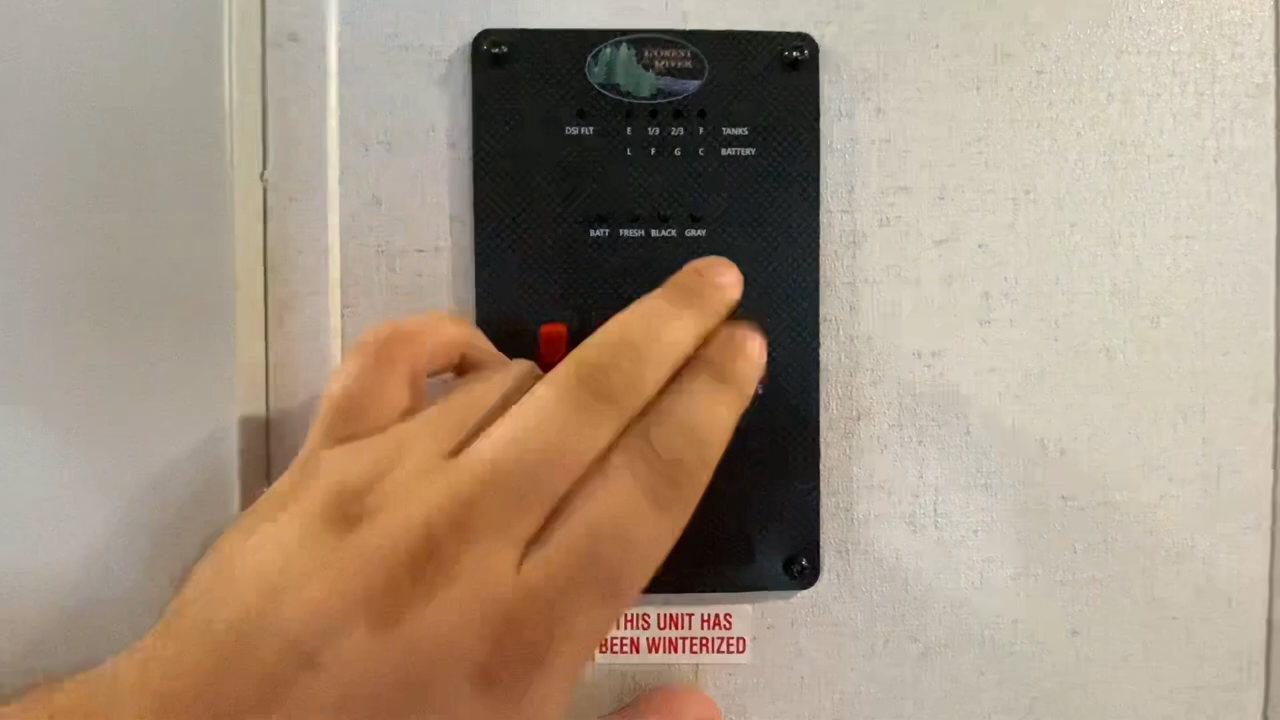 FOREST
RIVER
DSI FLT E 1/3 2/3 F TANKS
L F G C BATTERY
BATT FRESH BLACK GRAY
THIS UNIT HAS
BEEN WINTERIZED